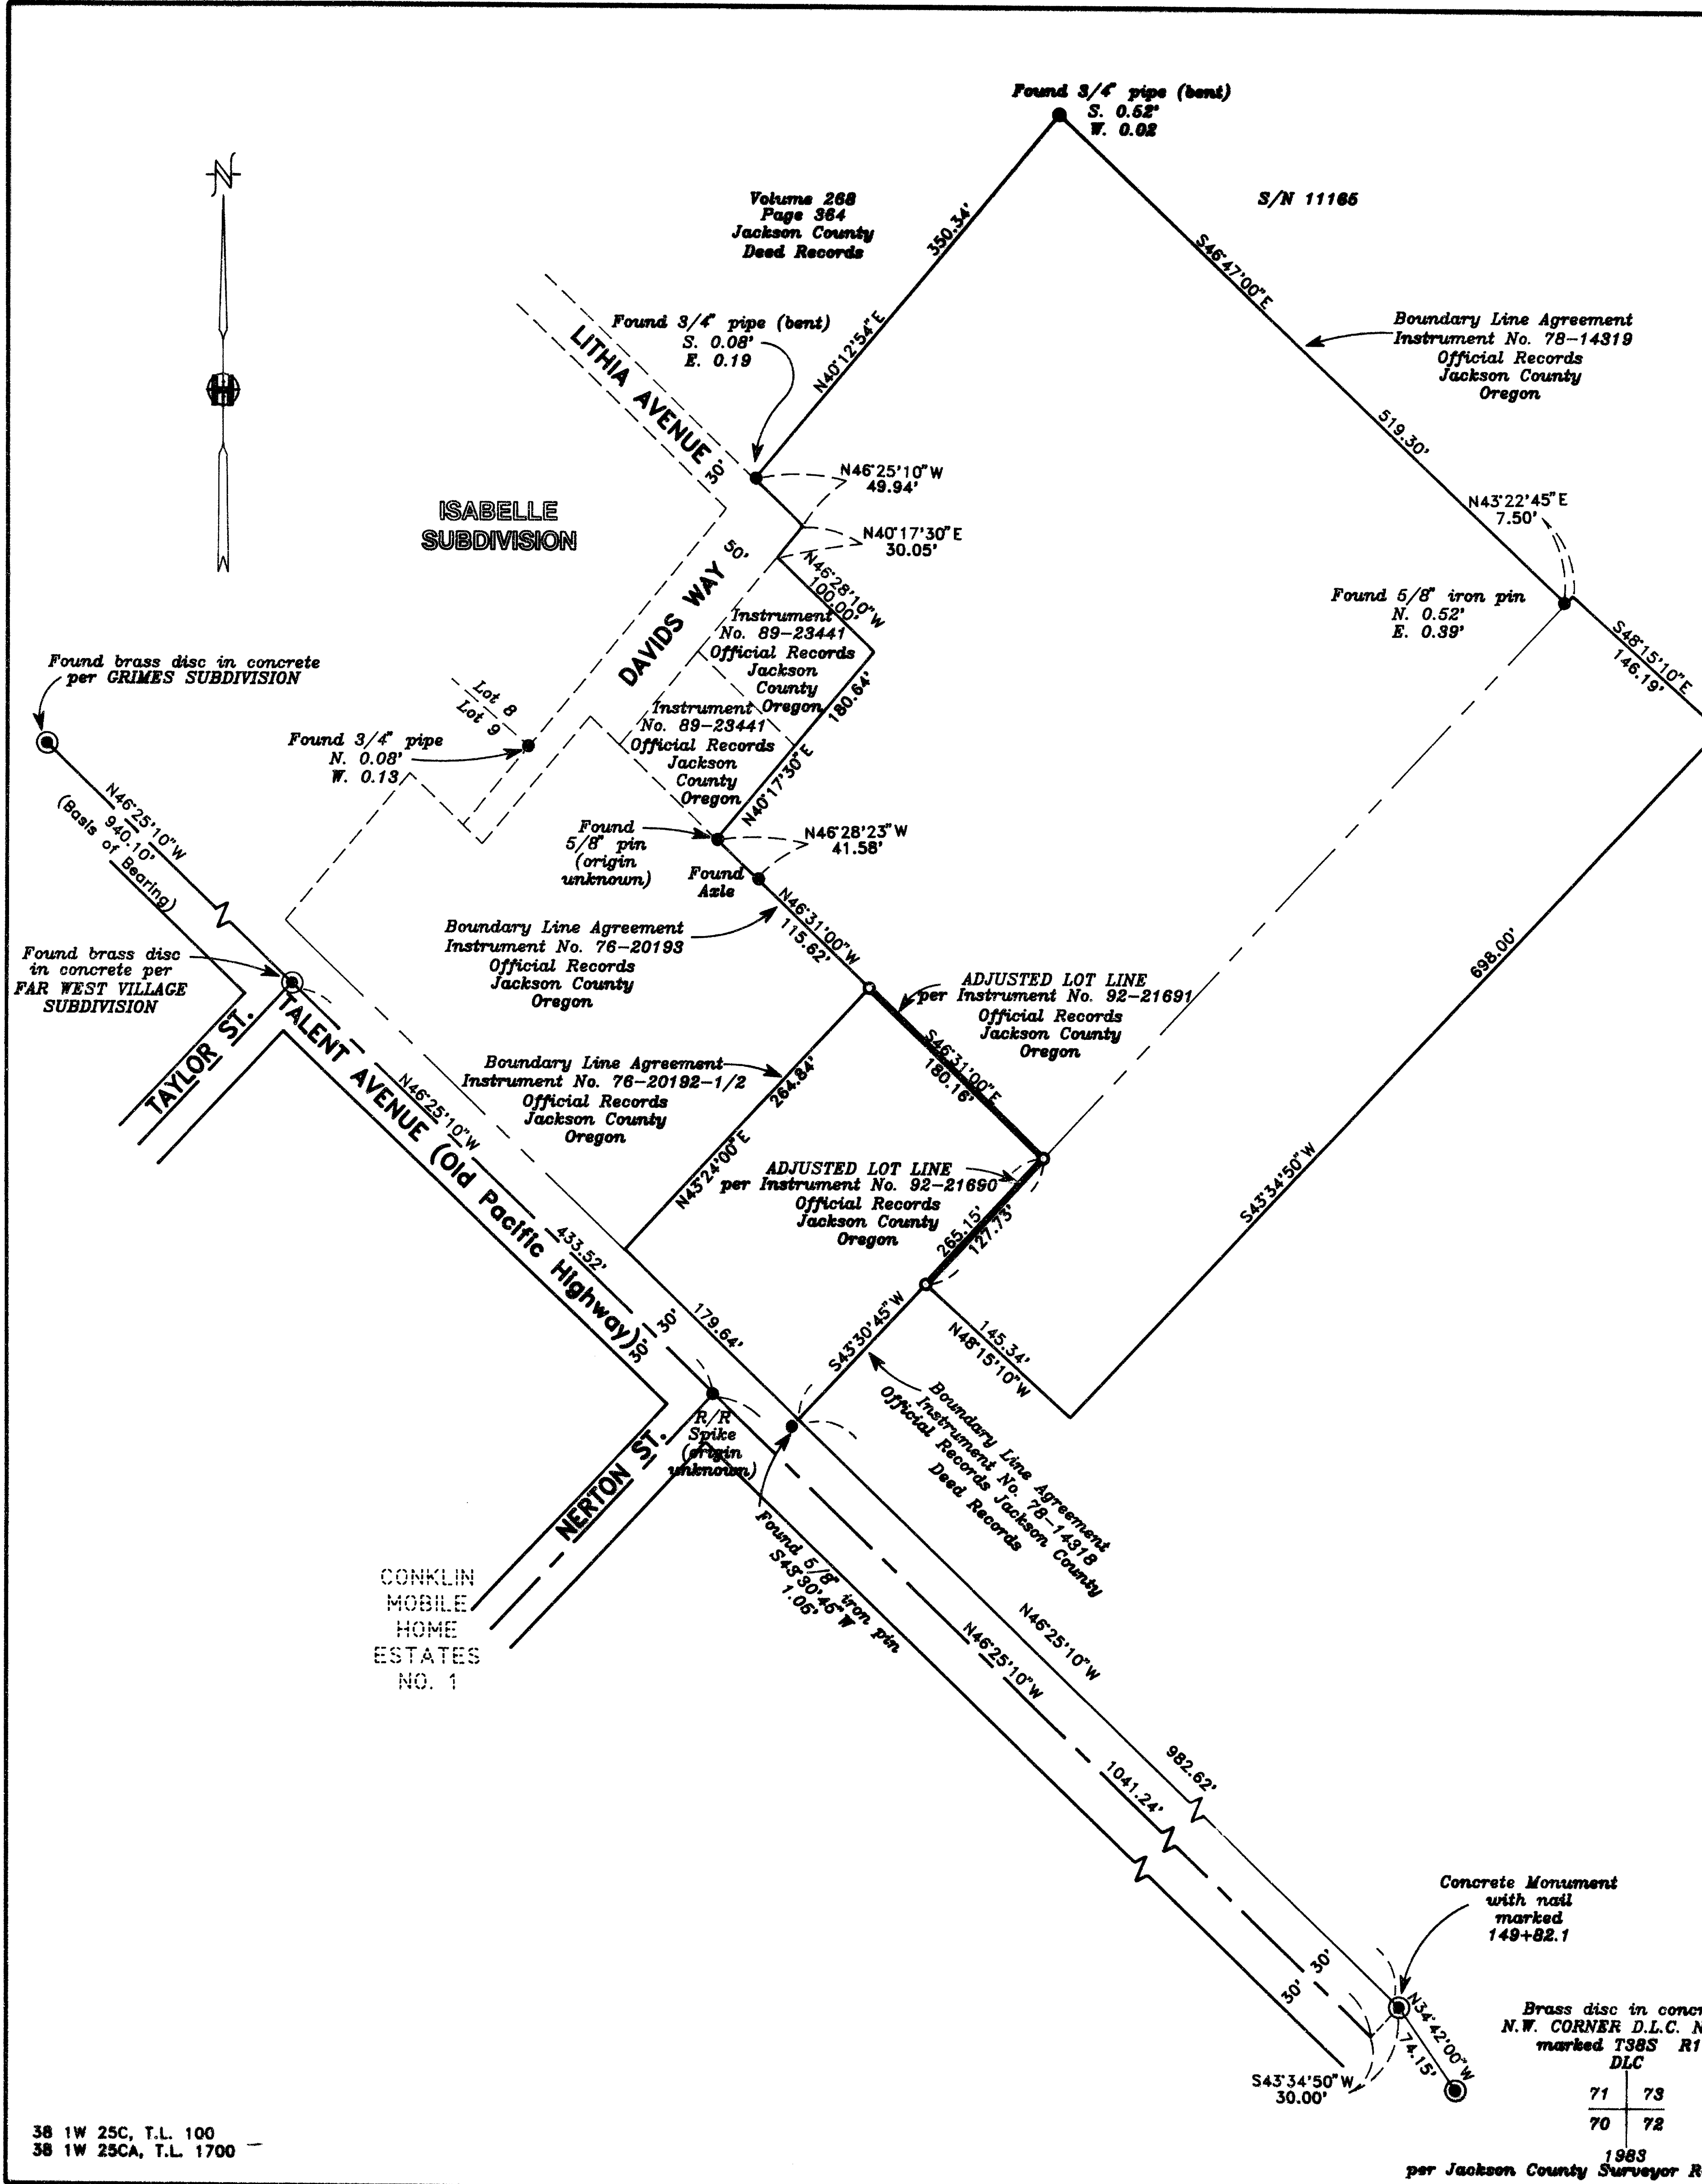 Found 3/4" pipe (bent)
S. 0.52'
W. 0.02
N
Volume 268
Page 364
Jackson County
Deed Records
S/N 11165
350.34'
N40°12'54"E
S46°47'00"E
519.30'
Boundary Line Agreement
Instrument No. 78-14319
Official Records
Jackson County
Oregon
Found 3/4" pipe (bent)
S. 0.08'
E. 0.19
LITHIA AVENUE
30'
H
N46°25'10"W
49.94'
ISABELLE
SUBDIVISION
N40°17'30"E
30.05'
N43°22'45"E
7.50'
DAVIDS WAY
50'
N46°28'10"W
100.00'
Found 5/8" iron pin
N. 0.52'
E. 0.39'
S48°15'10"E
146.19'
Instrument
No. 89-23441
Official Records
Jackson
County
Oregon
180.64'
N40°17'30"E
Instrument
No. 89-23441
Official Records
Jackson
County
Oregon
Found brass disc in concrete
per GRIMES SUBDIVISION
Lot 8
Lot 9
Found 3/4" pipe
N. 0.08'
W. 0.13
N46°25'10"W
940.10'
(Basis of Bearing)
Found
5/8" pin
(origin
unknown)
N46°28'23"W
41.58'
Found
Axle
N46°31'00"W
115.62'
Boundary Line Agreement
Instrument No. 76-20193
Official Records
Jackson County
Oregon
Found brass disc
in concrete per
FAR WEST VILLAGE
SUBDIVISION
ADJUSTED LOT LINE
per Instrument No. 92-21691
Official Records
Jackson County
Oregon
698.00'
S43°34'50"W
S46°31'00"E
180.16'
TAYLOR ST.
TALENT AVENUE (Old Pacific Highway)
N46°25'10"W
433.52'
30'
30'
Boundary Line Agreement
Instrument No. 76-20192-1/2
Official Records
Jackson County
Oregon
264.84'
N43°24'00"E
ADJUSTED LOT LINE
per Instrument No. 92-21690
Official Records
Jackson County
Oregon
265.15'
127.73'
179.64'
S43°30'45"W
145.34'
N48°15'10"W
R/R
Spike
(origin
unknown)
NERTON ST.
Boundary Line Agreement
Instrument No. 78-14318
Official Records Jackson County
Deed Records
Found 5/8" iron pin
S43°30'45"W
1.05'
CONKLIN
MOBILE
HOME
ESTATES
NO. 1
N46°25'10"W
N46°25'10"W
982.62'
1041.24'
Concrete Monument
with nail
marked
149+82.1
30'
30'
N34°42'00"W
74.15'
S43°34'50"W
30.00'
Brass disc in concr
N.W. CORNER D.L.C. N
marked T38S R1
DLC
71 73
70 72
1983
per Jackson County Surveyor R
38 1W 25C, T.L. 100
38 1W 25CA, T.L. 1700